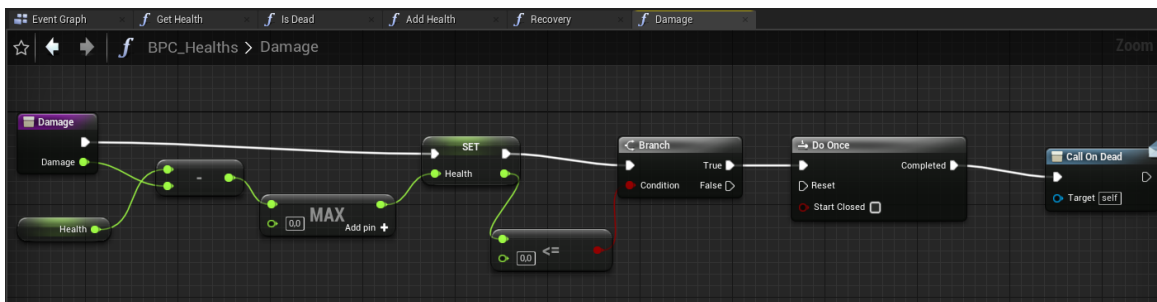 Event Graph
Get Health
Is Dead
Add Health
Recovery
Damage
BPC_Healths > Damage
Zoom
Damage
Damage
Health
-
0,0
MAX
Add pin +
SET
Health
0,0
<=
Branch
True
Condition
False
Do Once
Completed
Reset
Start Closed
Call On Dead
Target self